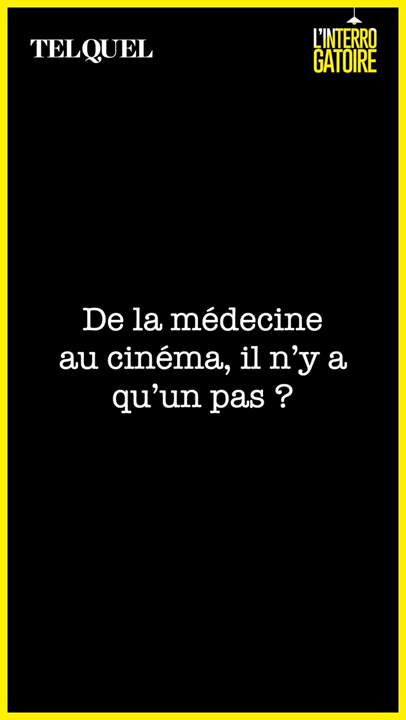 TELQUEL
L'INTERRO
GATOIRE
De la médecine
au cinéma, il n’y a
qu’un pas ?